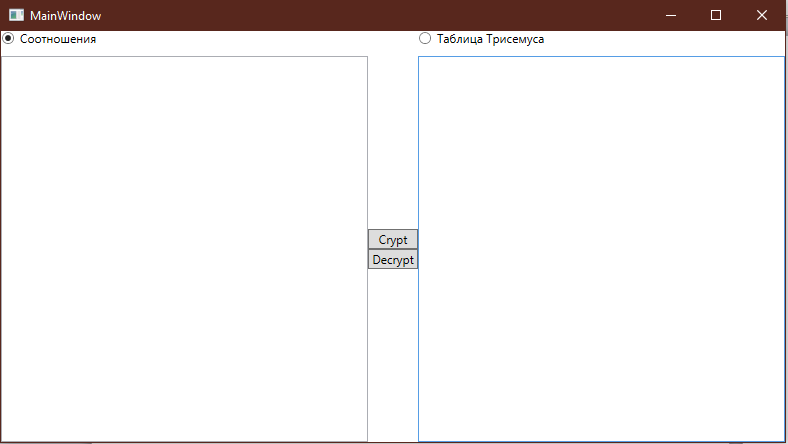 MainWindow
Соотношения
Таблица Трисемуса
Crypt
Decrypt